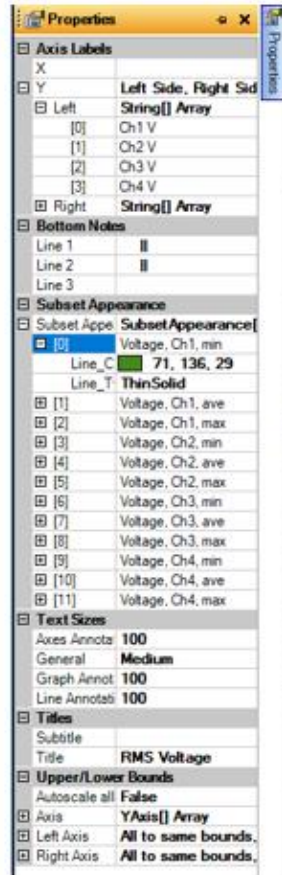 Properties
Properties
Axis Labels
X
Y Left Side, Right Sid
Left String[] Array
[0] Ch1 V
[1] Ch2 V
[2] Ch3 V
[3] Ch4 V
Right String[] Array
Bottom Notes
Line 1 ||
Line 2 ||
Line 3
Subset Appearance
Subset Appe SubsetAppearance[
[0] Voltage, Ch1, min
Line_C 71, 136, 29
Line_T ThinSolid
[1] Voltage, Ch1, ave
[2] Voltage, Ch1, max
[3] Voltage, Ch2, min
[4] Voltage, Ch2, ave
[5] Voltage, Ch2, max
[6] Voltage, Ch3, min
[7] Voltage, Ch3, ave
[8] Voltage, Ch3, max
[9] Voltage, Ch4, min
[10] Voltage, Ch4, ave
[11] Voltage, Ch4, max
Text Sizes
Axes Annota 100
General Medium
Graph Annot 100
Line Annotati 100
Titles
Subtitle
Title RMS Voltage
Upper/Lower Bounds
Autoscale all False
Axis YAxis[] Array
Left Axis All to same bounds,
Right Axis All to same bounds,